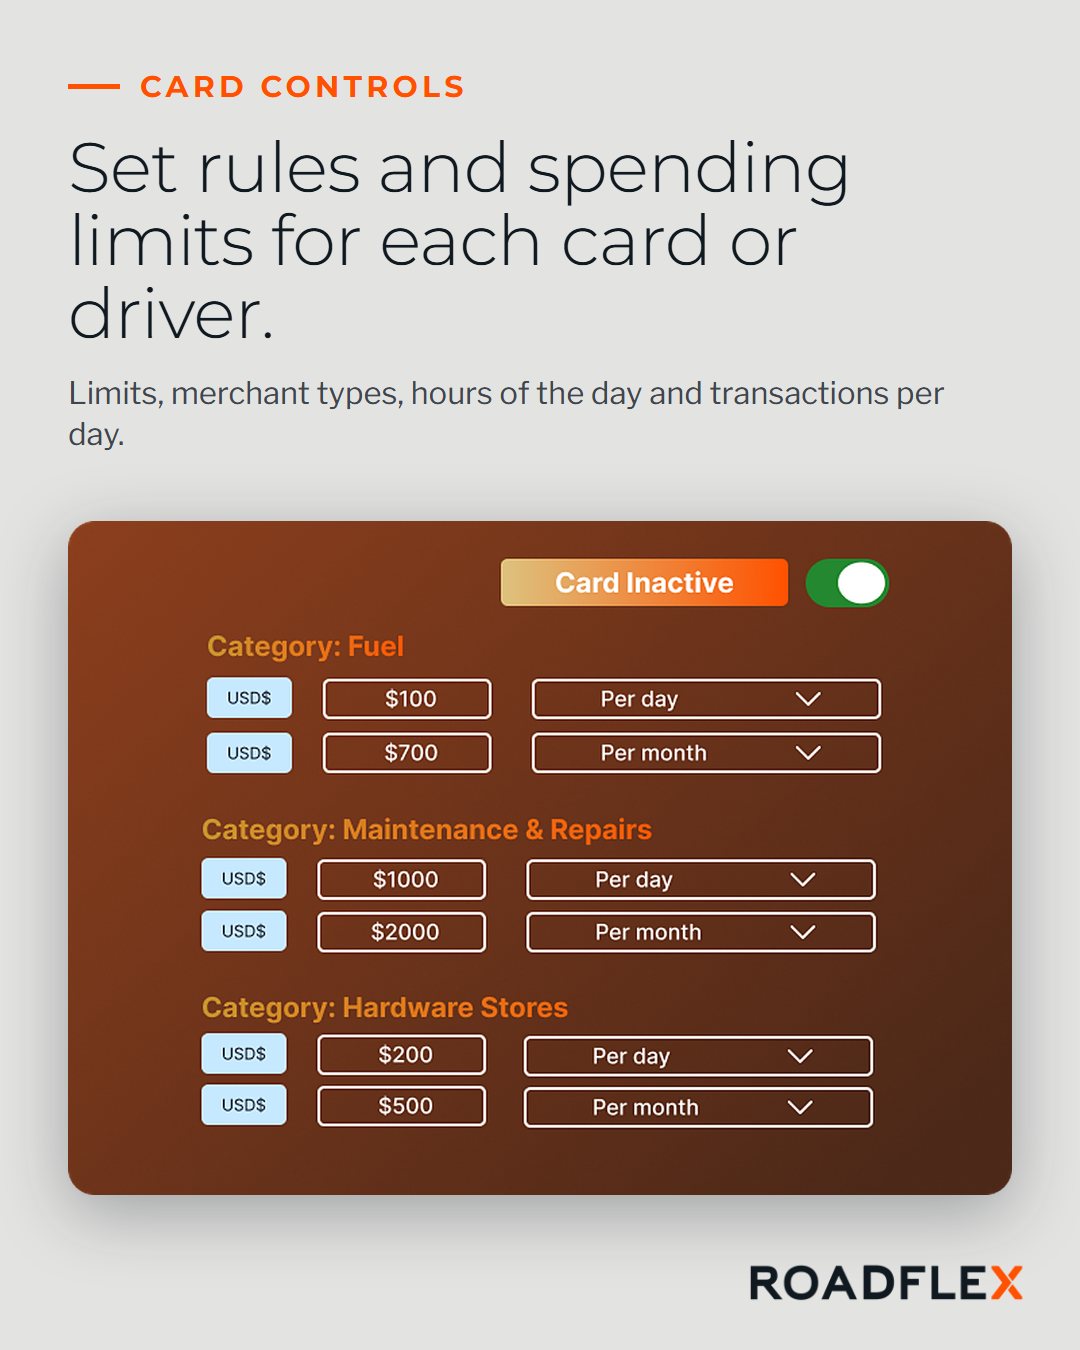 CARD CONTROLS
Set rules and spending
limits for each card or
driver.
Limits, merchant types, hours of the day and transactions per
day.
Card Inactive
Category: Fuel
USD$ $100 Per day
USD$ $700 Per month
Category: Maintenance & Repairs
USD$ $1000 Per day
USD$ $2000 Per month
Category: Hardware Stores
USD$ $200 Per day
USD$ $500 Per month
ROADFLEX